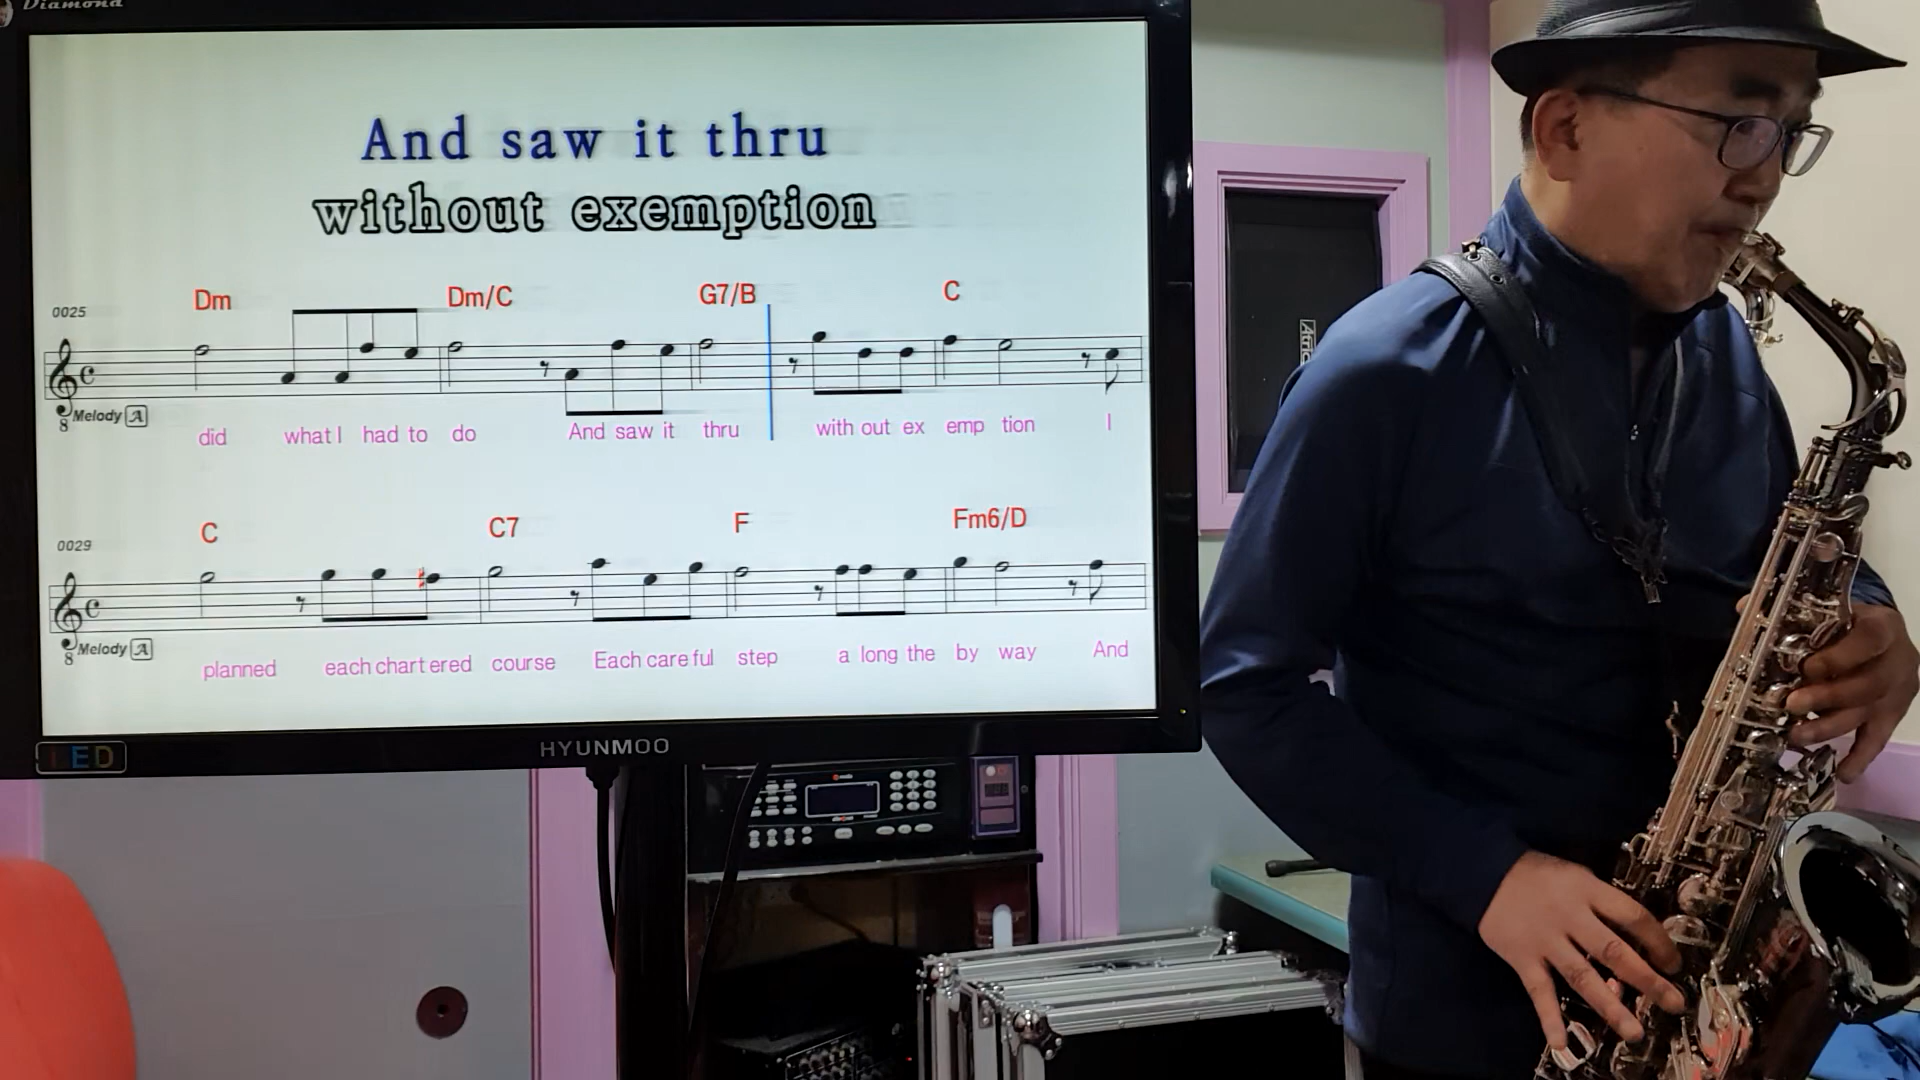 Diamond
And saw it thru
without exemption
Dm Dm/C G7/B C
0025
Melody A
8
did what I had to do And saw it thru with out ex emp tion I
C C7 F Fm6/D
0029
Melody A
8
planned each chart ered course Each care ful step a long the by way And
LED
HYUNMOO